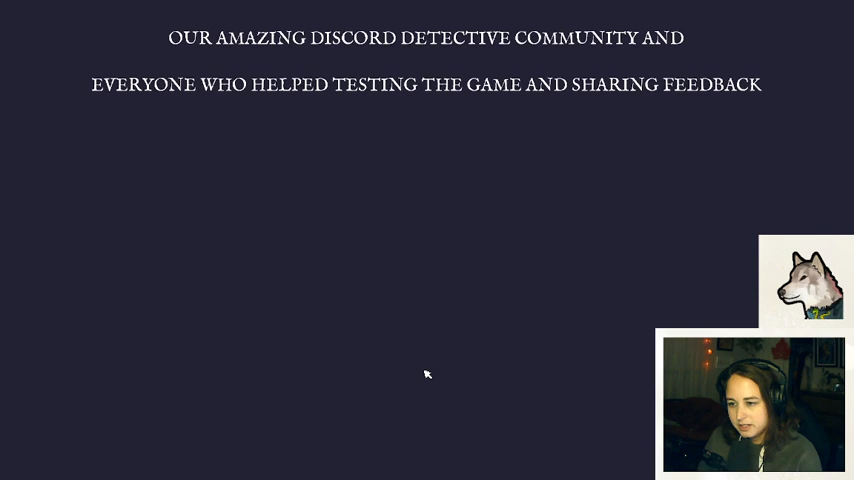 OUR AMAZING DISCORD DETECTIVE COMMUNITY AND
EVERYONE WHO HELPED TESTING THE GAME AND SHARING FEEDBACK